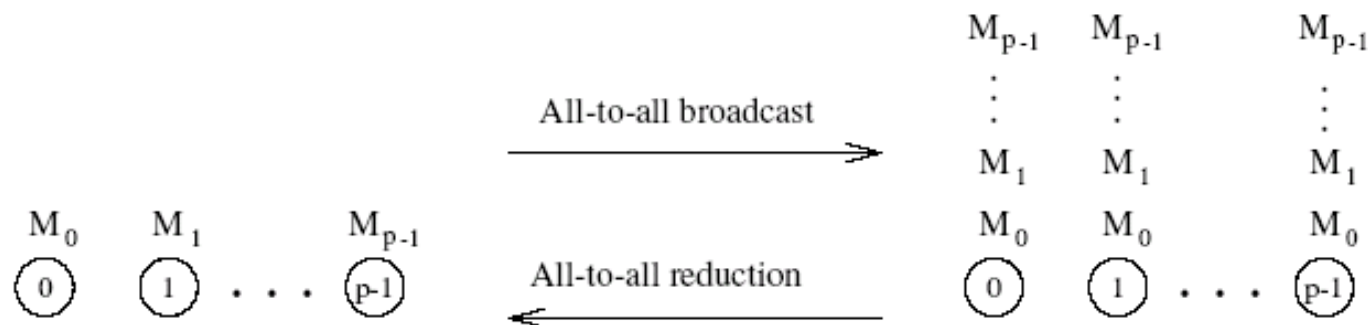 M_{p-1} M_{p-1} M_{p-1}
All-to-all broadcast
M_1 M_1 M_1
M_0 M_1 M_{p-1} M_0 M_0 M_0
All-to-all reduction
0 1 . . . p-1 0 1 . . . p-1